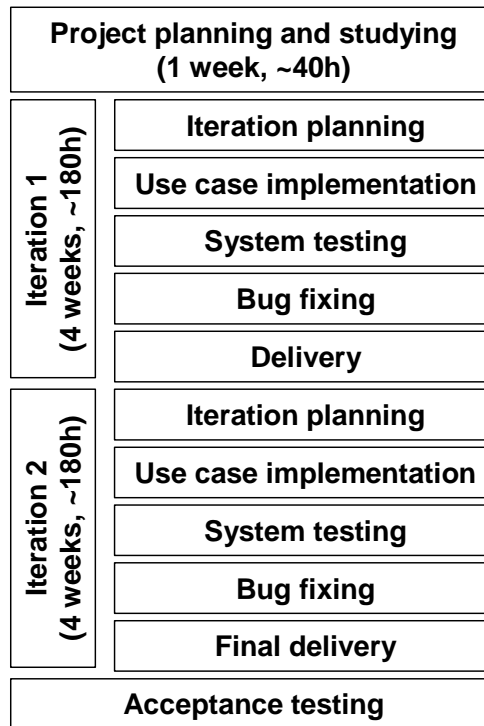 Project planning and studying
(1 week, ~40h)
Iteration 1
(4 weeks, ~180h)
Iteration planning
Use case implementation
System testing
Bug fixing
Delivery
Iteration 2
(4 weeks, ~180h)
Iteration planning
Use case implementation
System testing
Bug fixing
Final delivery
Acceptance testing